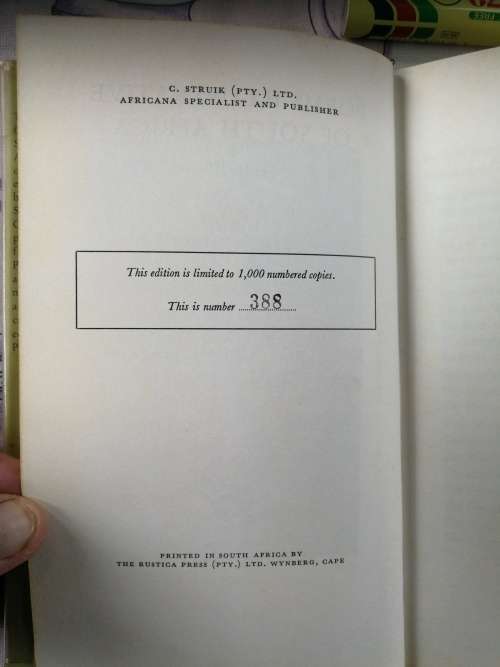 C. STRUIK (PTY.) LTD.
AFRICANA SPECIALIST AND PUBLISHER
This edition is limited to 1,000 numbered copies.
This is number 388
PRINTED IN SOUTH AFRICA BY
THE RUSTICA PRESS (PTY.) LTD. WYNBERG, CAPE
FREE